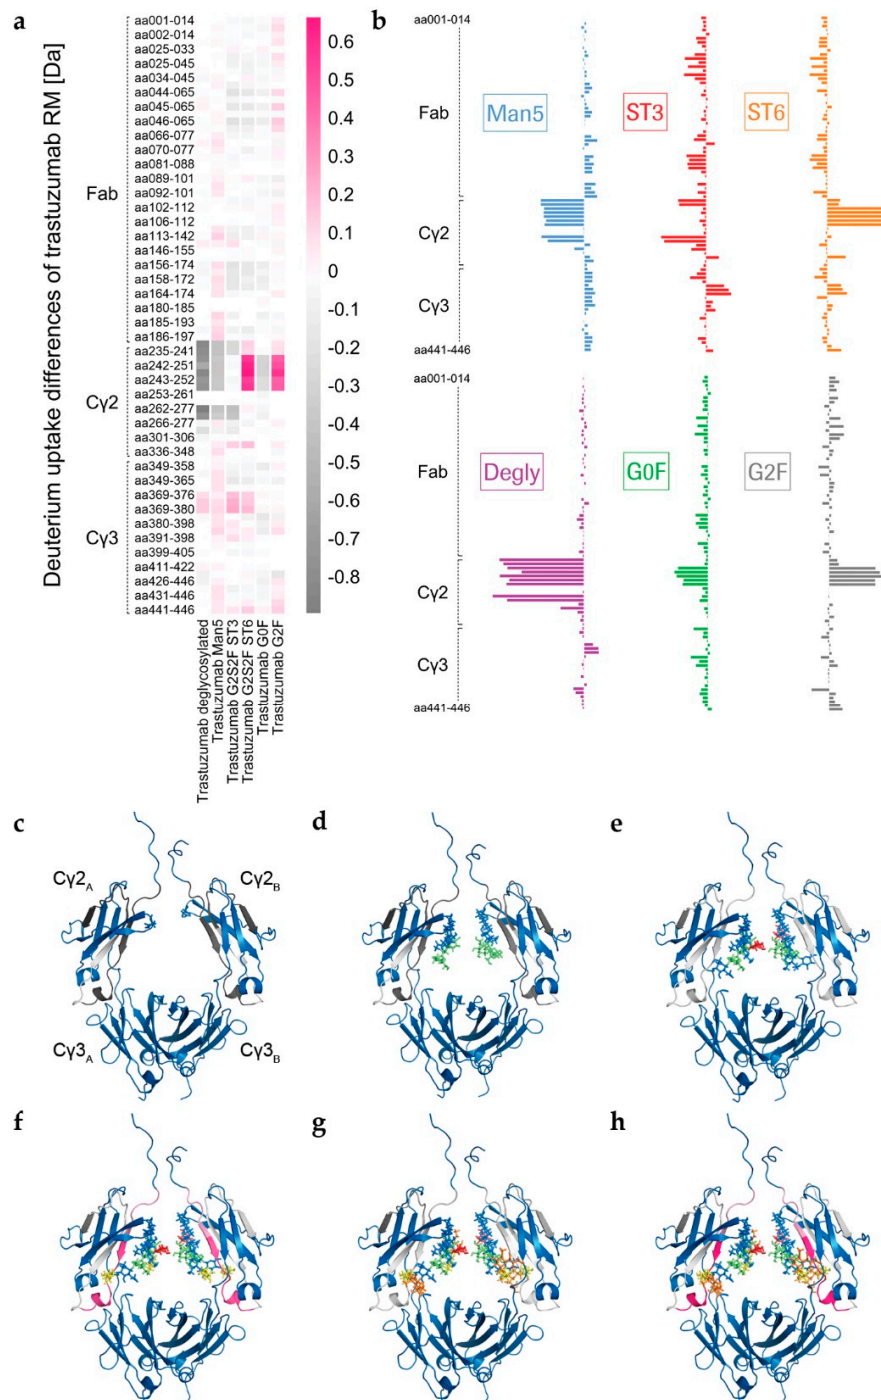 a
Deuterium uptake differences of trastuzumab RM [Da]
Fab
Cγ2
Cγ3
aa001-014
aa002-014
aa025-033
aa025-045
aa034-045
aa044-065
aa045-065
aa046-065
aa066-077
aa070-077
aa081-088
aa089-101
aa092-101
aa102-112
aa106-112
aa113-142
aa146-155
aa156-174
aa158-172
aa164-174
aa180-185
aa185-193
aa186-197
aa235-241
aa242-251
aa243-252
aa253-261
aa262-277
aa266-277
aa301-306
aa336-348
aa349-358
aa349-365
aa369-376
aa369-380
aa380-398
aa391-398
aa399-405
aa411-422
aa426-446
aa431-446
aa441-446
Trastuzumab deglycosylated
Trastuzumab Man5
Trastuzumab G2S2F ST3
Trastuzumab G2S2F ST6
Trastuzumab G0F
Trastuzumab G2F
0.6
0.5
0.4
0.3
0.2
0.1
0
-0.1
-0.2
-0.3
-0.4
-0.5
-0.6
-0.7
-0.8
b
aa001-014
Fab
Cγ2
Cγ3
aa441-446
Man5
ST3
ST6
aa001-014
Fab
Cγ2
Cγ3
aa441-446
Degly
G0F
G2F
c
Cγ2A
Cγ2B
Cγ3A
Cγ3B
d
e
f
g
h